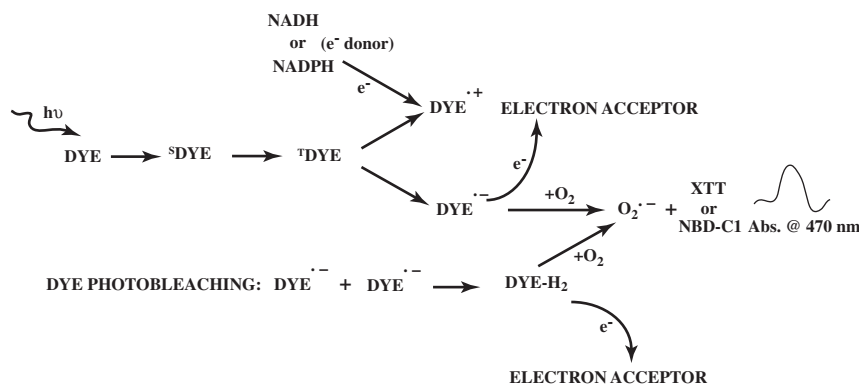 NADH
or (e⁻ donor)
NADPH
e⁻
DYE·+
ELECTRON ACCEPTOR
hυ
DYE
ˢDYE
ᵀDYE
e⁻
DYE·−
+O₂
O₂·− +
XTT
or
NBD-C1 Abs. @ 470 nm
+O₂
DYE PHOTOBLEACHING: DYE·− + DYE·−
DYE-H₂
e⁻
ELECTRON ACCEPTOR